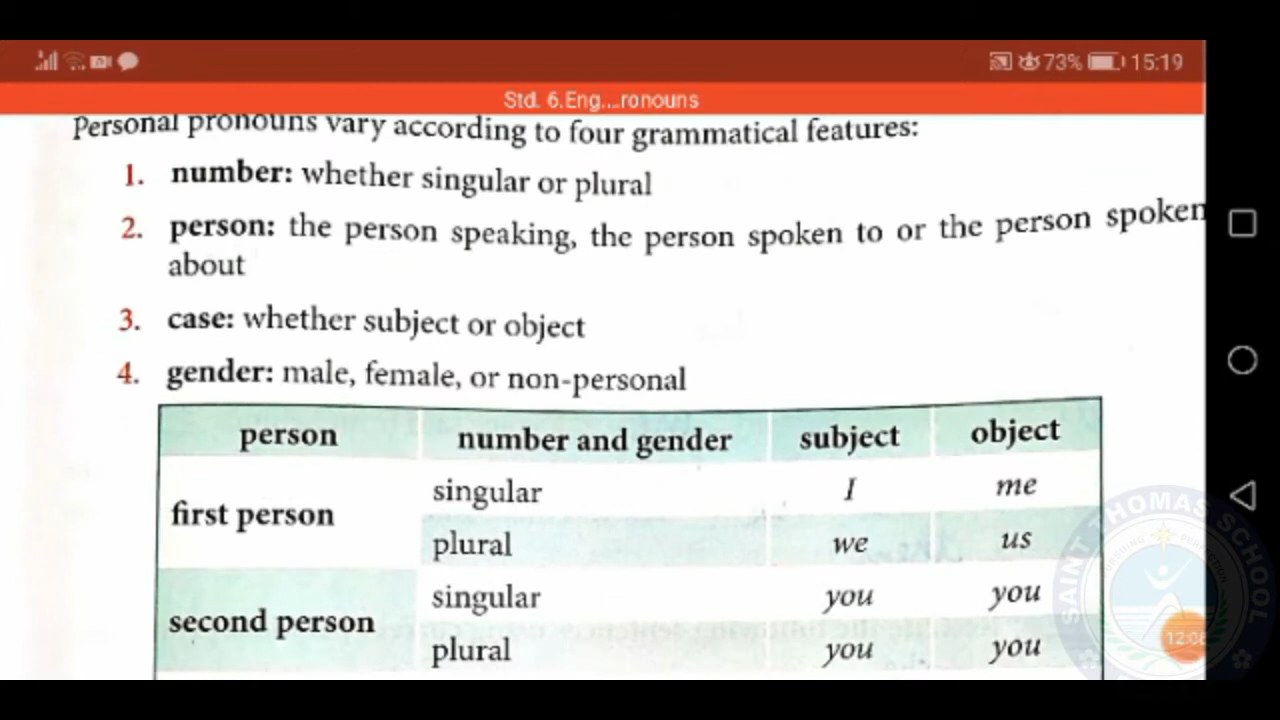 73% 15:19
Std. 6.Eng...ronouns
Personal pronouns vary according to four grammatical features:
1. number: whether singular or plural
2. person: the person speaking, the person spoken to or the person spoken
about
3. case: whether subject or object
4. gender: male, female, or non-personal
person number and gender subject object
first person singular I me
plural we us
second person singular you you
plural you you
SAINT THOMAS SCHOOL
12:08